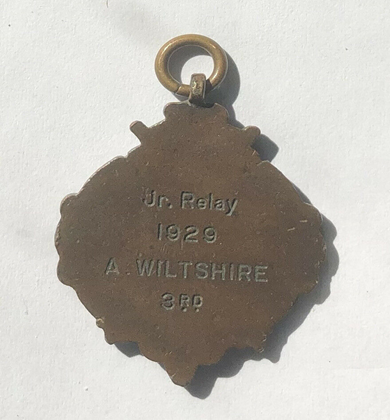 Jr. Relay
1929
A. WILTSHIRE
3RD